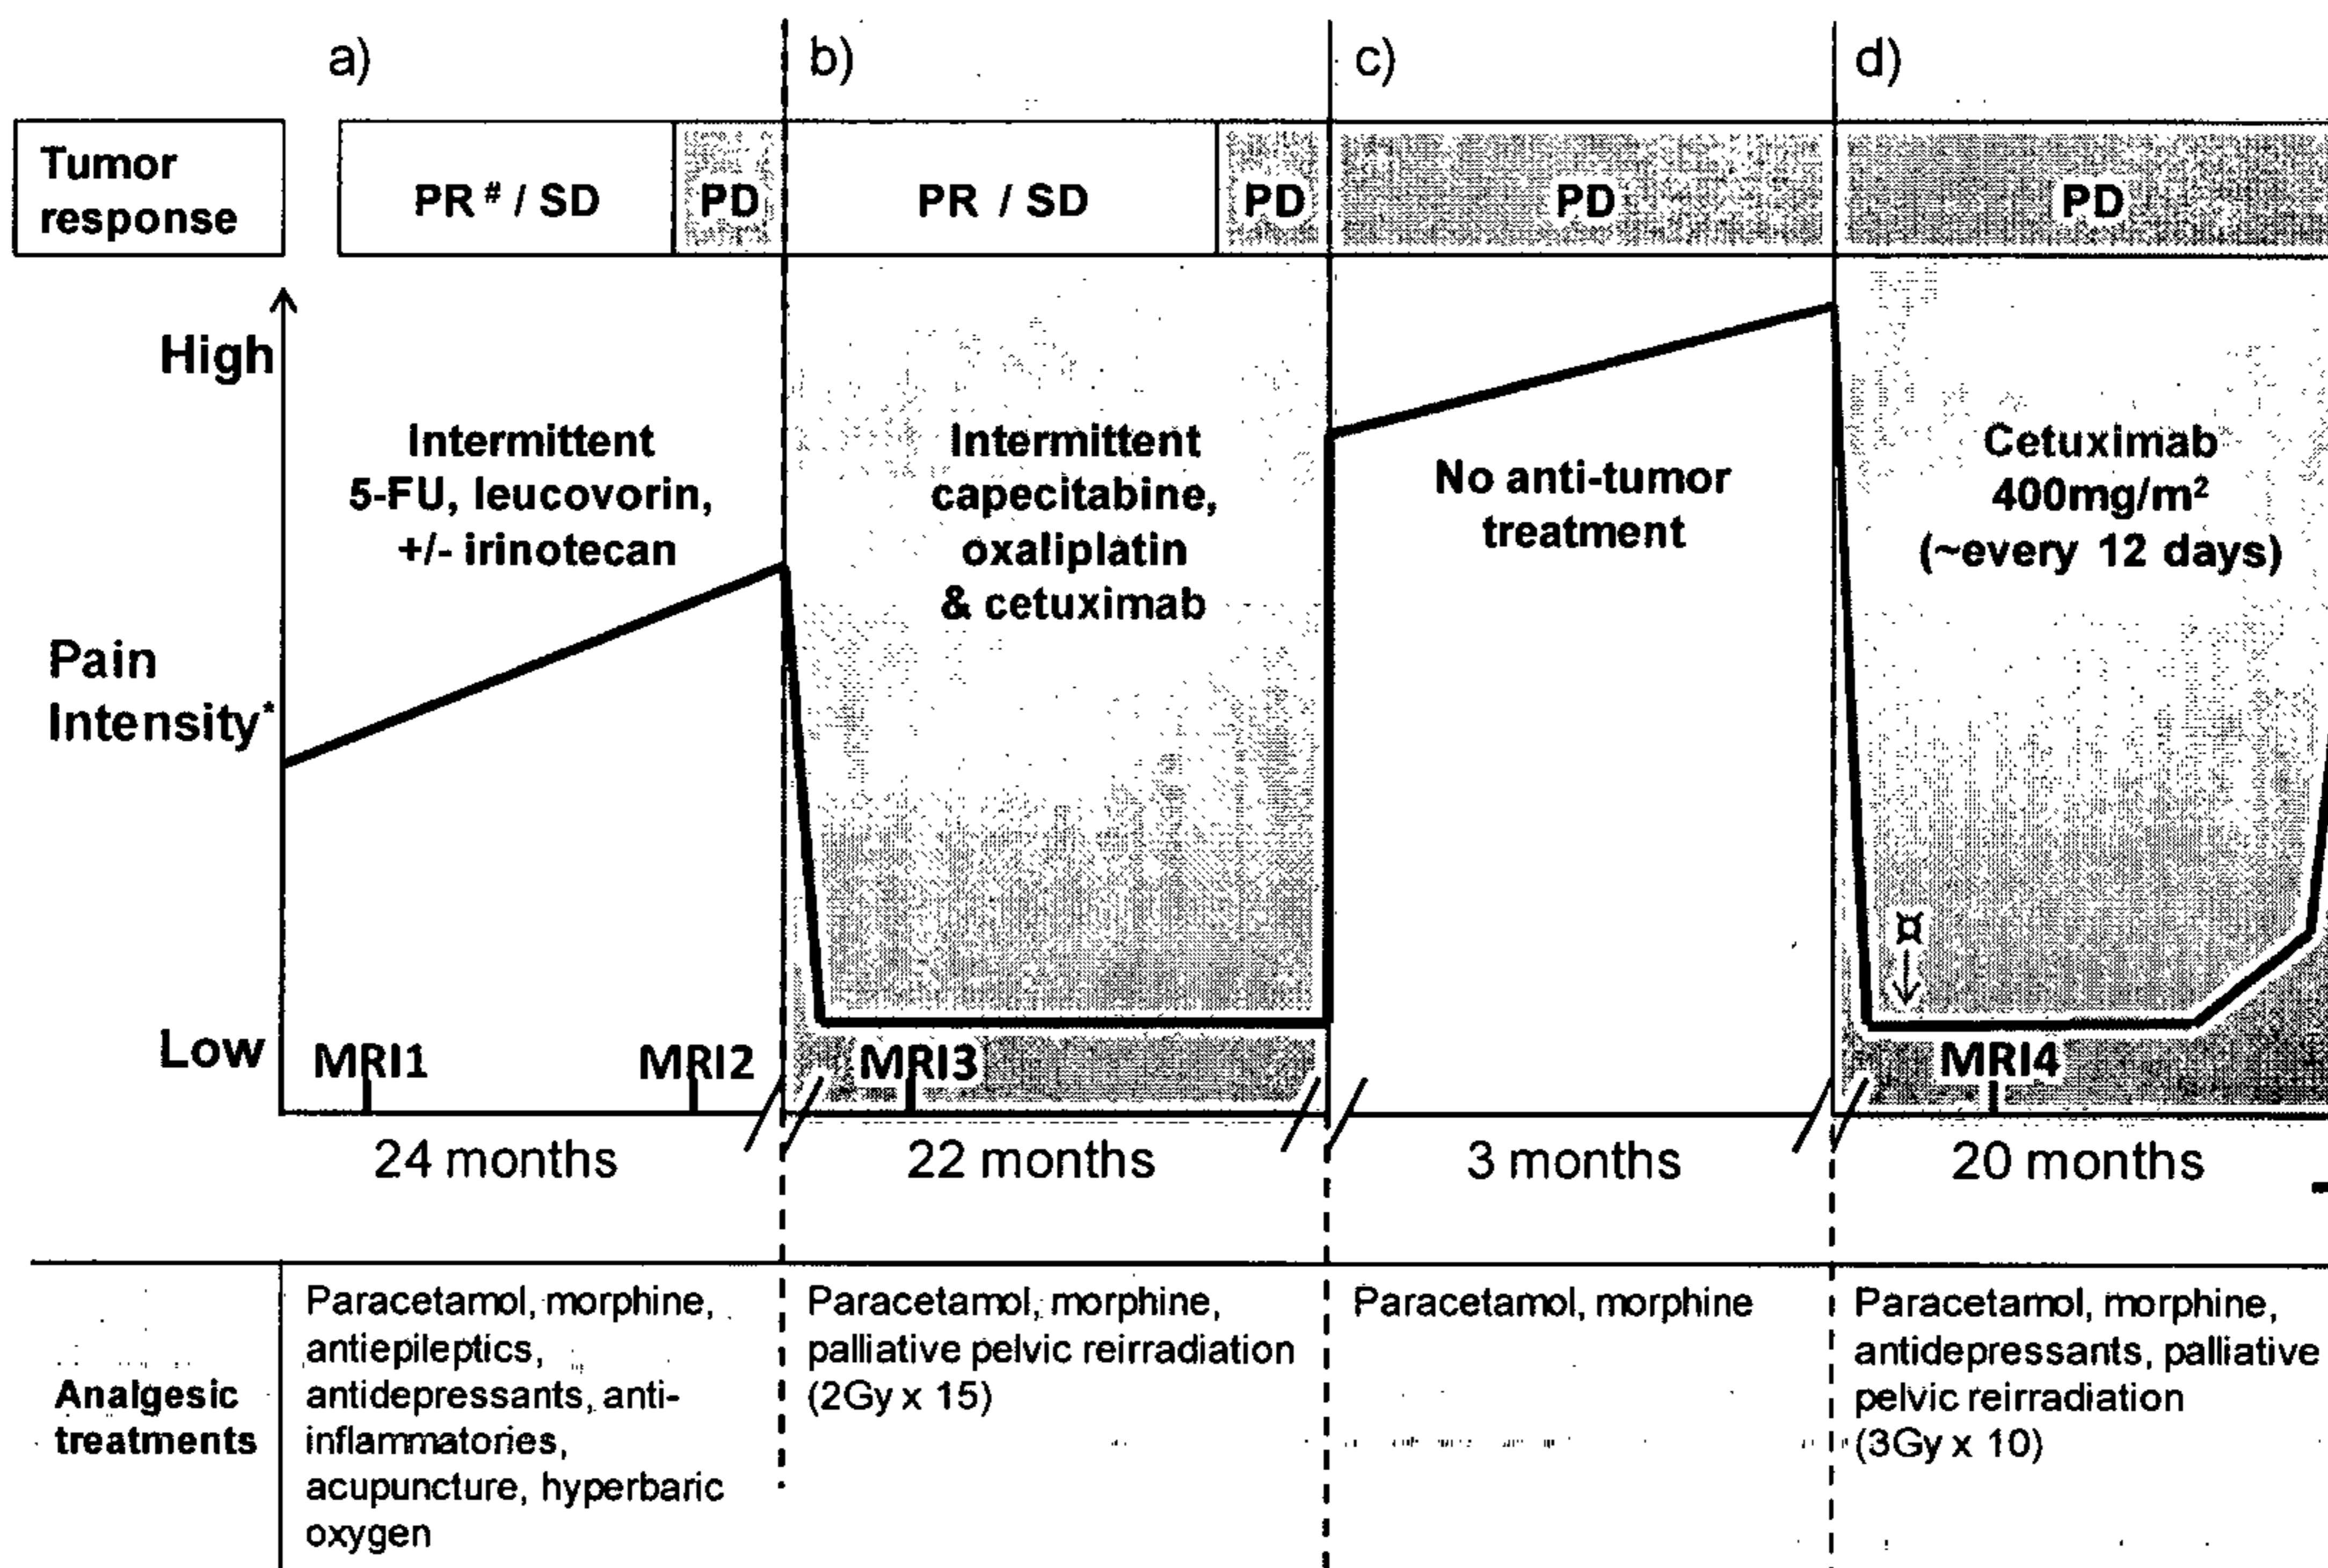 a)
b)
c)
d)
Tumor
response
PR # / SD
PD
PR / SD
PD
PD
PD
High
Pain
Intensity*
Low
Intermittent
5-FU, leucovorin,
+/- irinotecan
Intermittent
capecitabine,
oxaliplatin
& cetuximab
No anti-tumor
treatment
Cetuximab
400mg/m²
(~every 12 days)
¤
MRI1
MRI2
MRI3
MRI4
24 months
22 months
3 months
20 months
Analgesic
treatments
Paracetamol, morphine,
antiepileptics,
antidepressants, anti-
inflammatories,
acupuncture, hyperbaric
oxygen
Paracetamol, morphine,
palliative pelvic reirradiation
(2Gy x 15)
Paracetamol, morphine
Paracetamol, morphine,
antidepressants, palliative
pelvic reirradiation
(3Gy x 10)